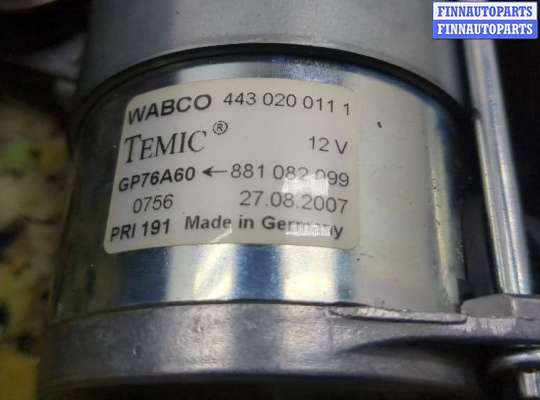 FINNAUTOPARTS
FINNAUTOPARTS
WABCO 443 020 011 1
TEMIC ® 12 V
GP76A60 ←881 082 099
0756 27.08.2007
PRI 191 Made in Germany